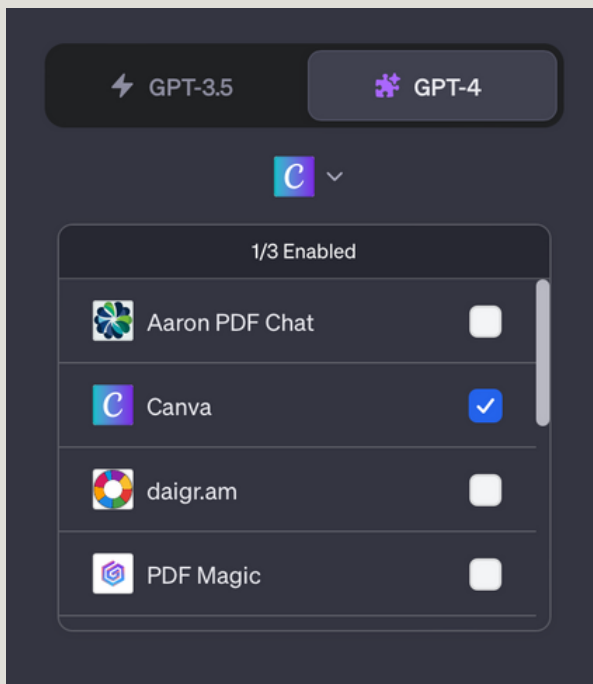 GPT-3.5
GPT-4
C
1/3 Enabled
Aaron PDF Chat
C
Canva
daigr.am
PDF Magic